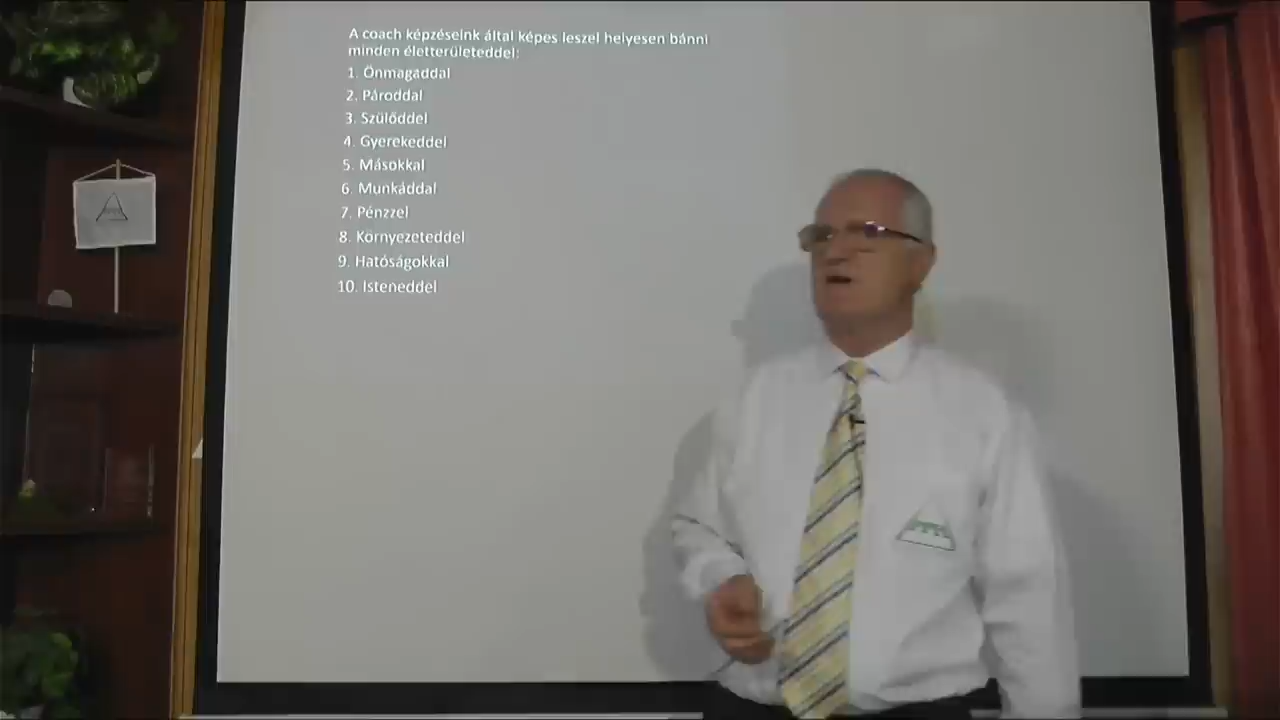 A coach képzéseink által képes leszel helyesen bánni
minden életterületeddel:
1. Önmagaddal
2. Pároddal
3. Szülőddel
4. Gyerekeddel
5. Másokkal
6. Munkáddal
7. Pénzzel
8. Környezeteddel
9. Hatóságokkal
10. Isteneddel